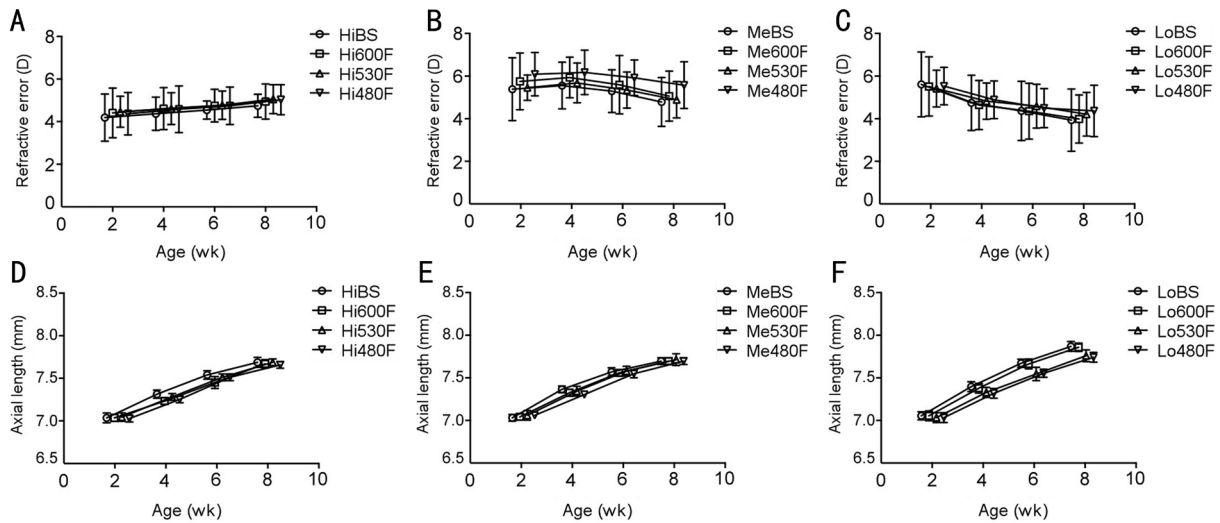 A
Refractive error (D)
8
6
4
2
0
0 2 4 6 8 10
Age (wk)
HiBS
Hi600F
Hi530F
Hi480F
B
Refractive error (D)
8
6
4
2
0
0 2 4 6 8 10
Age (wk)
MeBS
Me600F
Me530F
Me480F
C
Refractive error (D)
8
6
4
2
0
0 2 4 6 8 10
Age (wk)
LoBS
Lo600F
Lo530F
Lo480F
D
Axial length (mm)
8.5
8.0
7.5
7.0
6.5
0 2 4 6 8 10
Age (wk)
HiBS
Hi600F
Hi530F
Hi480F
E
Axial length (mm)
8.5
8.0
7.5
7.0
6.5
0 2 4 6 8 10
Age (wk)
MeBS
Me600F
Me530F
Me480F
F
Axial length (mm)
8.5
8.0
7.5
7.0
6.5
0 2 4 6 8 10
Age (wk)
LoBS
Lo600F
Lo530F
Lo480F